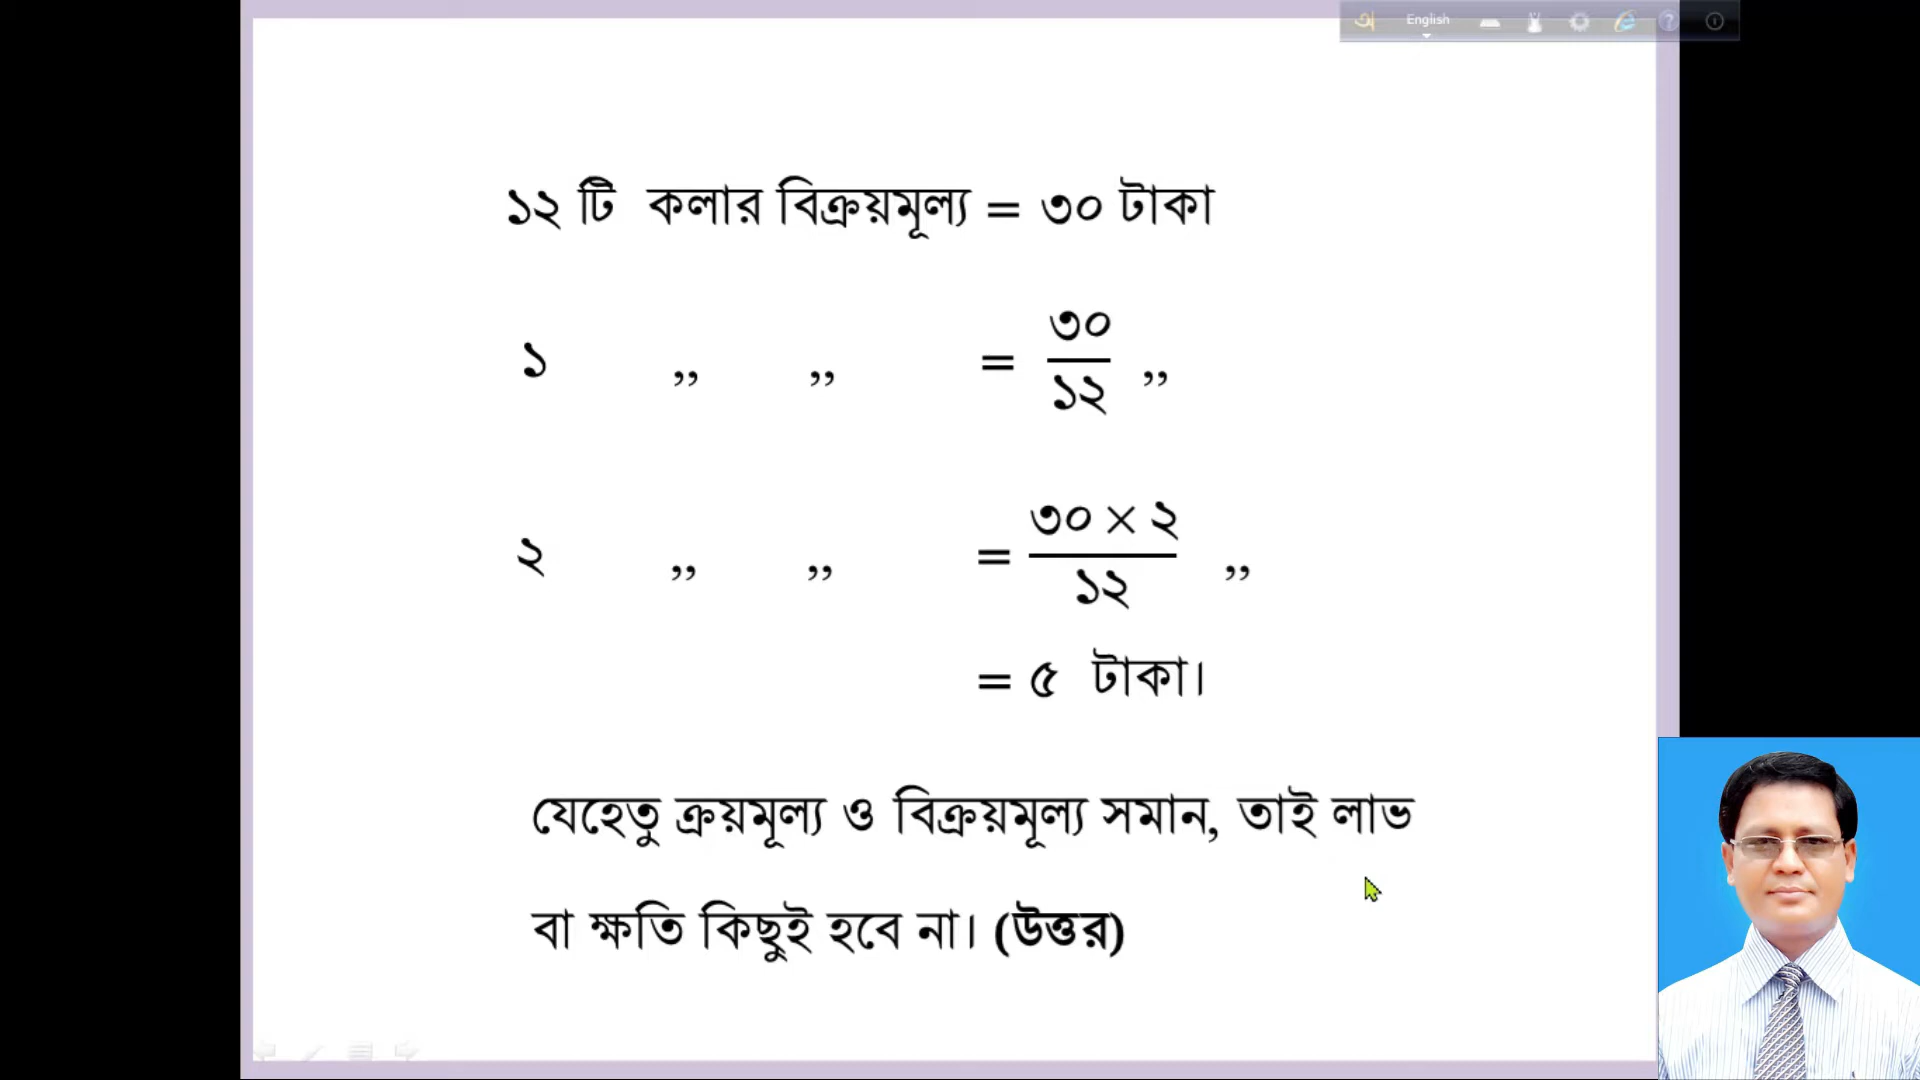 English
১২ টি কলার বিক্রয়মূল্য = ৩০ টাকা
১ ,, ,, = ৩০/১২ ,,
২ ,, ,, = ৩০ × ২/১২ ,,
= ৫ টাকা।
যেহেতু ক্রয়মূল্য ও বিক্রয়মূল্য সমান, তাই লাভ
বা ক্ষতি কিছুই হবে না। (উত্তর)